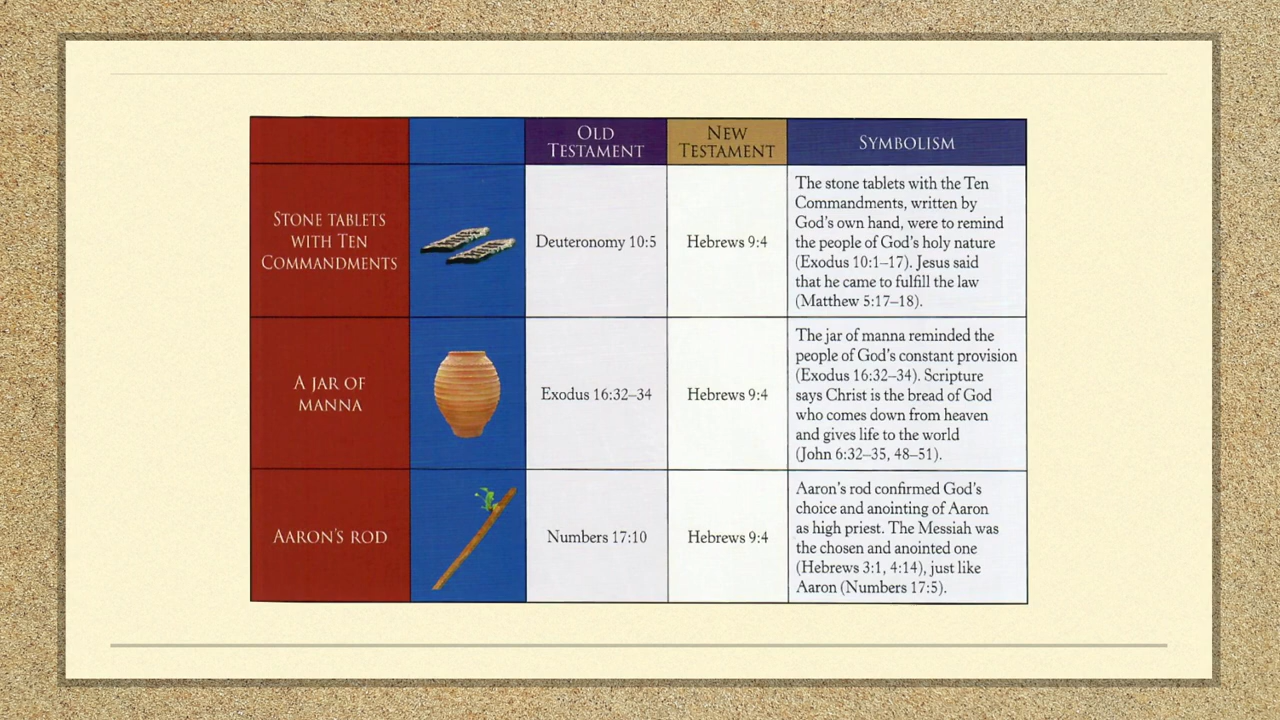 OLD
TESTAMENT
NEW
TESTAMENT
SYMBOLISM
STONE TABLETS
WITH TEN
COMMANDMENTS
Deuteronomy 10:5
Hebrews 9:4
The stone tablets with the Ten
Commandments, written by
God's own hand, were to remind
the people of God's holy nature
(Exodus 10:1–17). Jesus said
that he came to fulfill the law
(Matthew 5:17–18).
A JAR OF
MANNA
Exodus 16:32–34
Hebrews 9:4
The jar of manna reminded the
people of God's constant provision
(Exodus 16:32–34). Scripture
says Christ is the bread of God
who comes down from heaven
and gives life to the world
(John 6:32–35, 48–51).
AARON'S ROD
Numbers 17:10
Hebrews 9:4
Aaron's rod confirmed God's
choice and anointing of Aaron
as high priest. The Messiah was
the chosen and anointed one
(Hebrews 3:1, 4:14), just like
Aaron (Numbers 17:5).